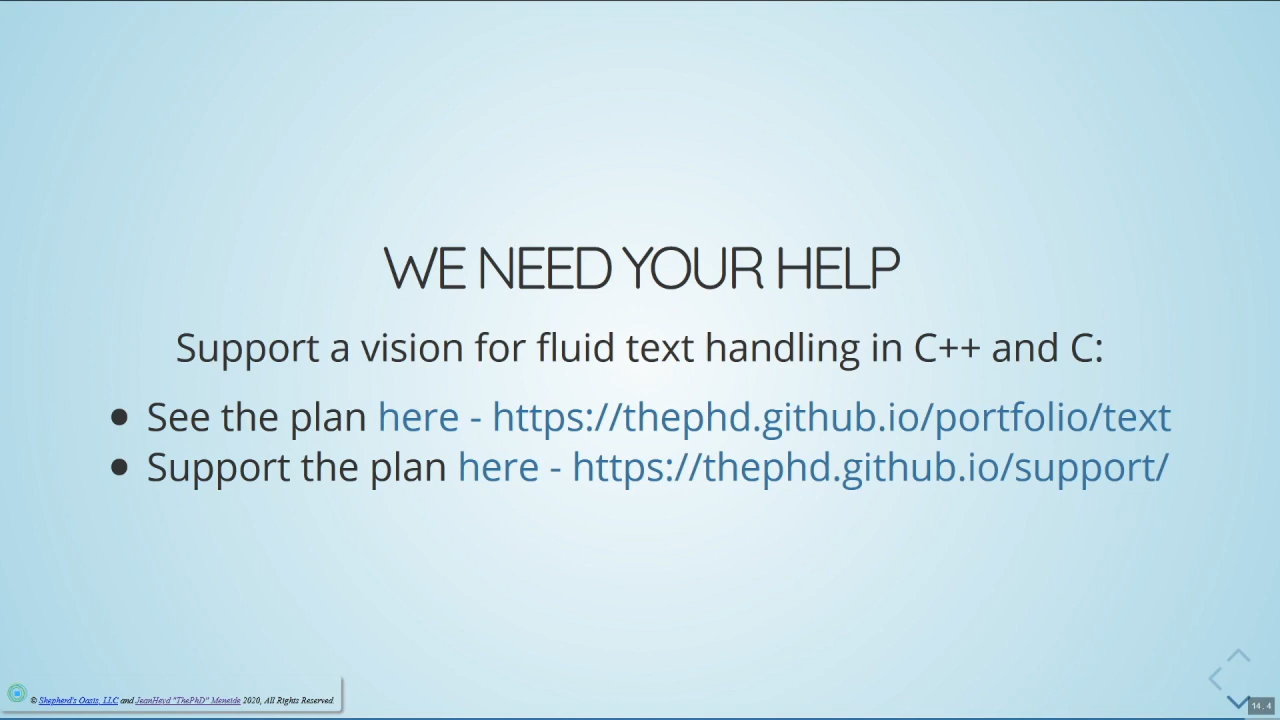 WE NEED YOUR HELP
Support a vision for fluid text handling in C++ and C:
● See the plan here - https://thephd.github.io/portfolio/text
● Support the plan here - https://thephd.github.io/support/
© Shepherd's Oasis, LLC and JeanHeyd "ThePhD" Meneide 2020, All Rights Reserved.
14.4